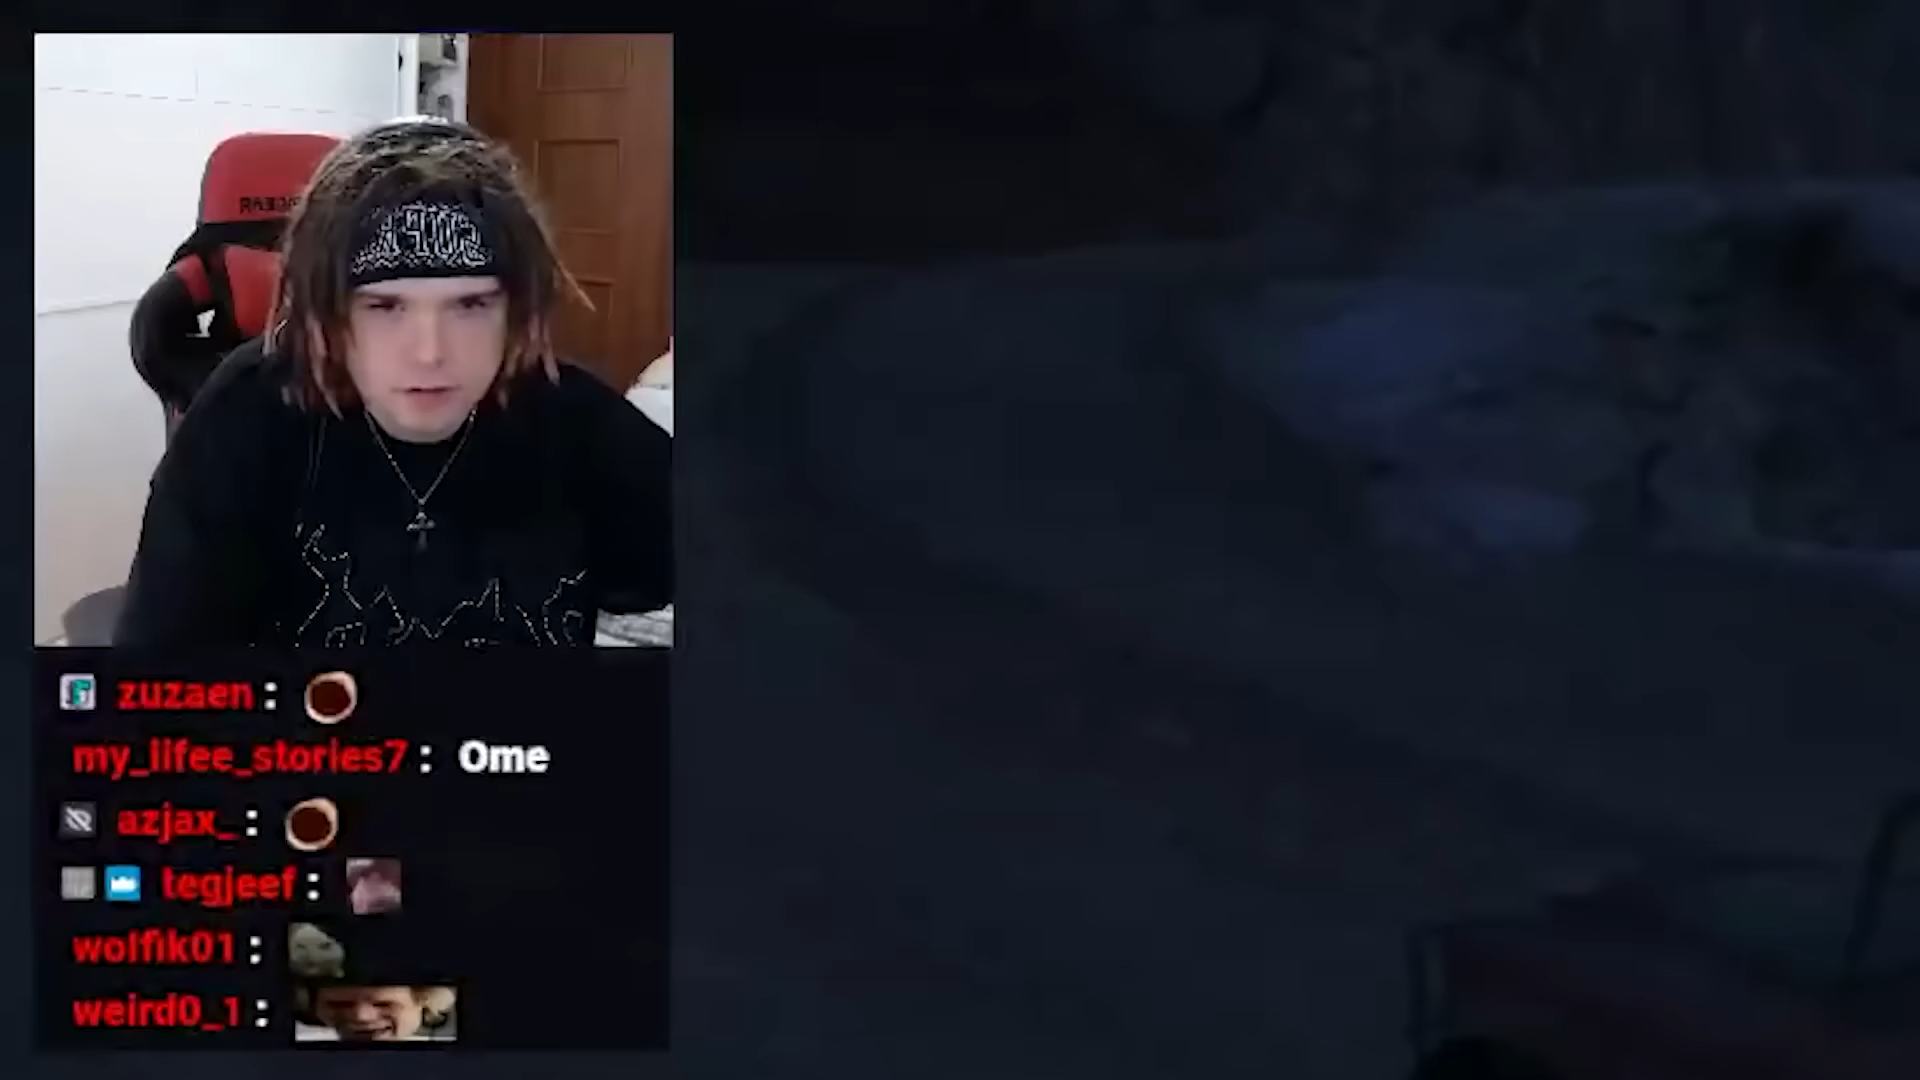 zuzaen :
my_lifee_stories7 : Ome
azjax_ :
tegjeef :
wolfik01 :
weird0_1 :